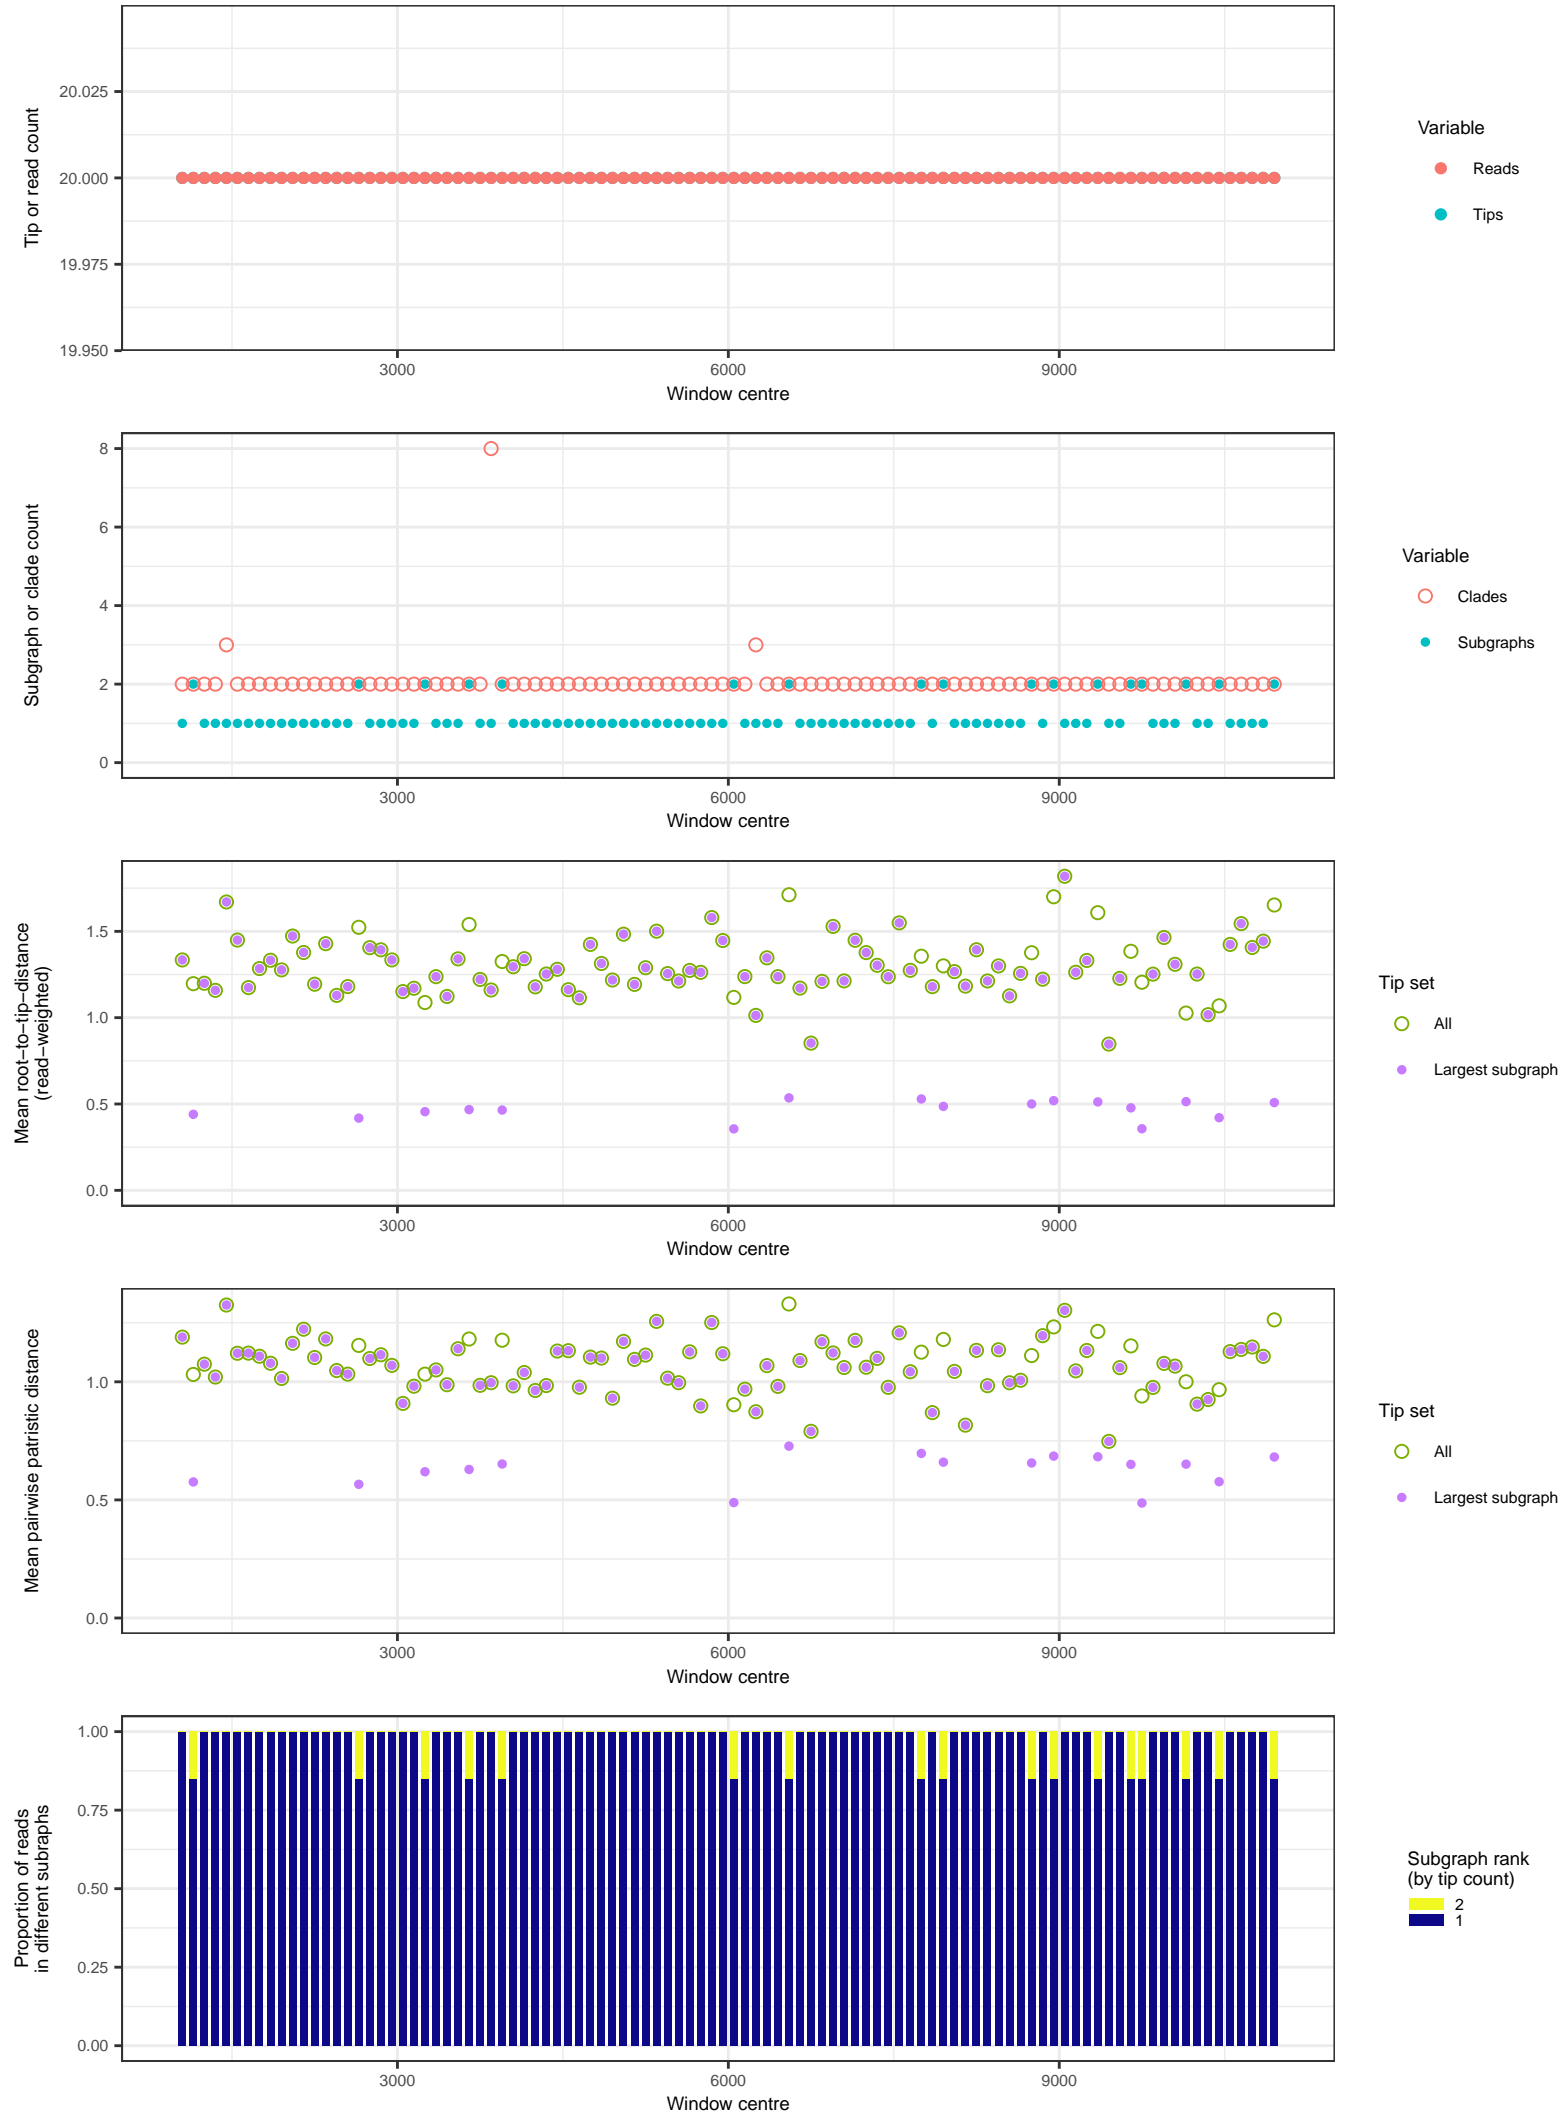 20.025
20.000
19.975
19.950
Tip or read count
3000
6000
9000
Window centre
Variable
Reads
Tips
8
6
4
2
0
Subgraph or clade count
3000
6000
9000
Window centre
Variable
Clades
Subgraphs
1.5
1.0
0.5
0.0
Mean root−to−tip−distance
(read−weighted)
3000
6000
9000
Window centre
Tip set
All
Largest subgraph
1.0
0.5
0.0
Mean pairwise patristic distance
3000
6000
9000
Window centre
Tip set
All
Largest subgraph
1.00
0.75
0.50
0.25
0.00
Proportion of reads
in different subraphs
3000
6000
9000
Window centre
Subgraph rank
(by tip count)
2
1